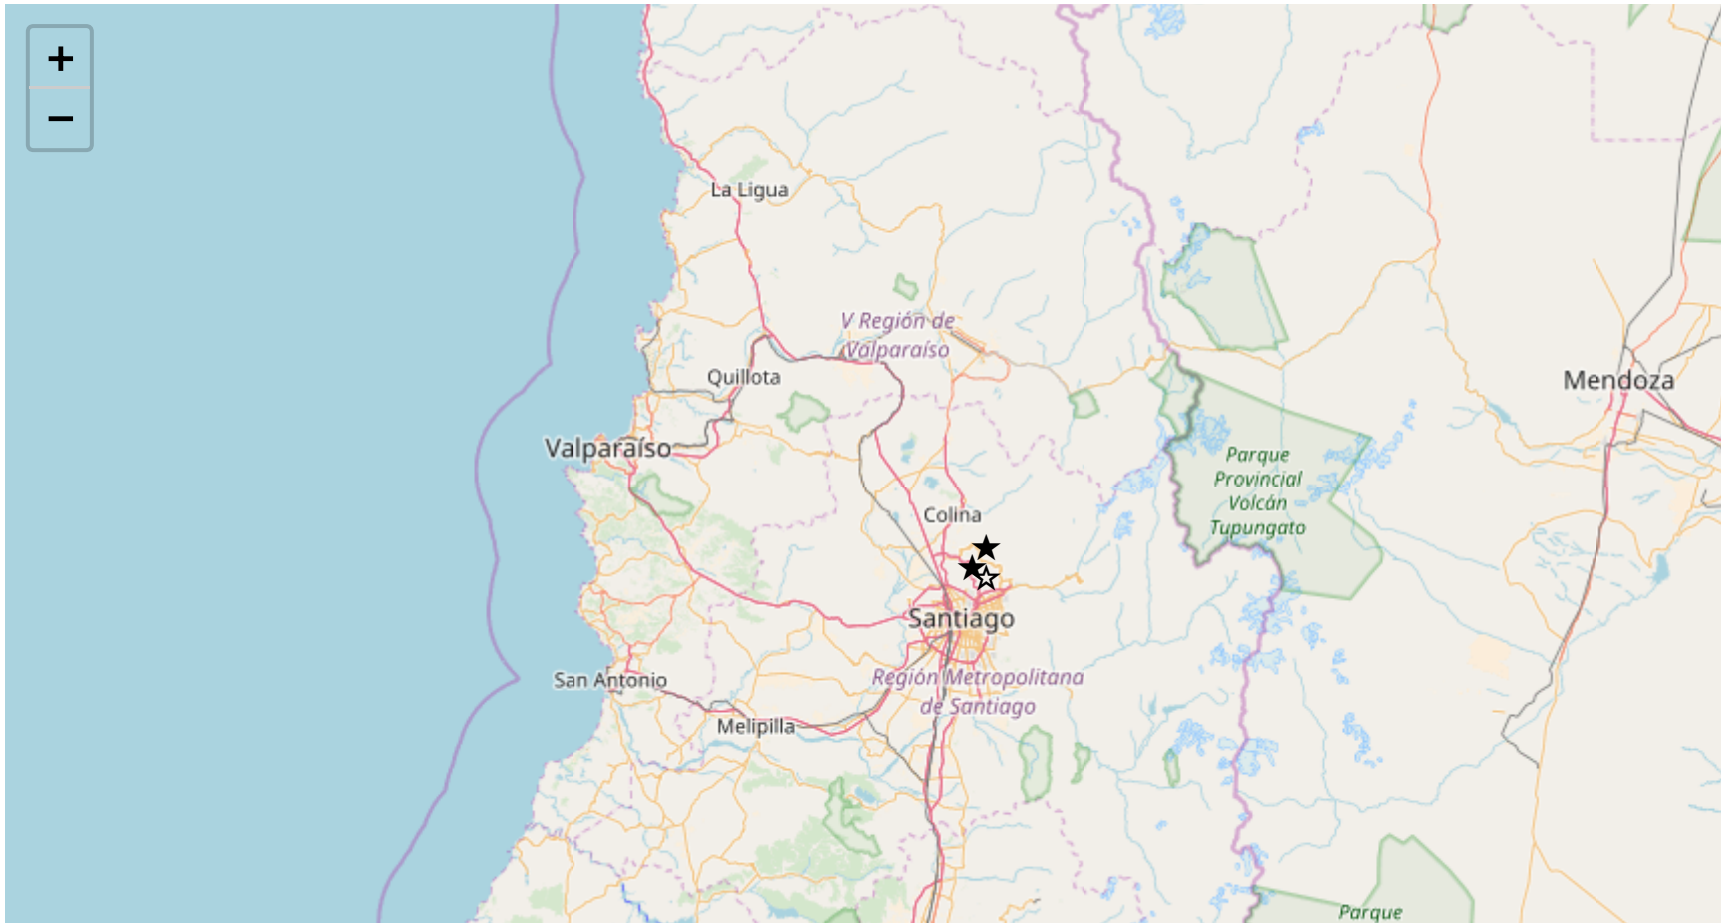 +
−
La Ligua
V Región de
Valparaíso
Quillota
Mendoza
Valparaíso
Parque
Provincial
Volcán
Tupungato
Colina
Santiago
San Antonio
Región Metropolitana
de Santiago
Melipilla
Parque